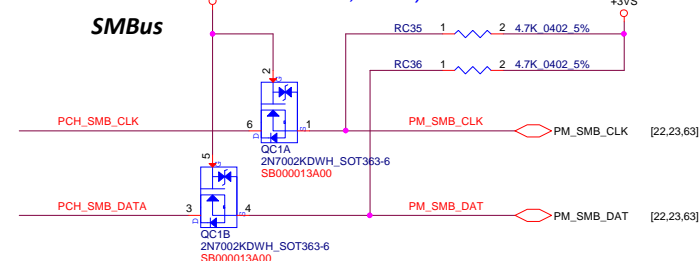 +3VS
SMBus
RC35 1 2 4.7K_0402_5%
RC36 1 2 4.7K_0402_5%
2
G
PCH_SMB_CLK 6 D S 1 PM_SMB_CLK PM_SMB_CLK [22,23,63]
QC1A
2N7002KDWH_SOT363-6
SB000013A00
5
G
PCH_SMB_DATA 3 D S 4 PM_SMB_DAT PM_SMB_DAT [22,23,63]
QC1B
2N7002KDWH_SOT363-6
SB000013A00